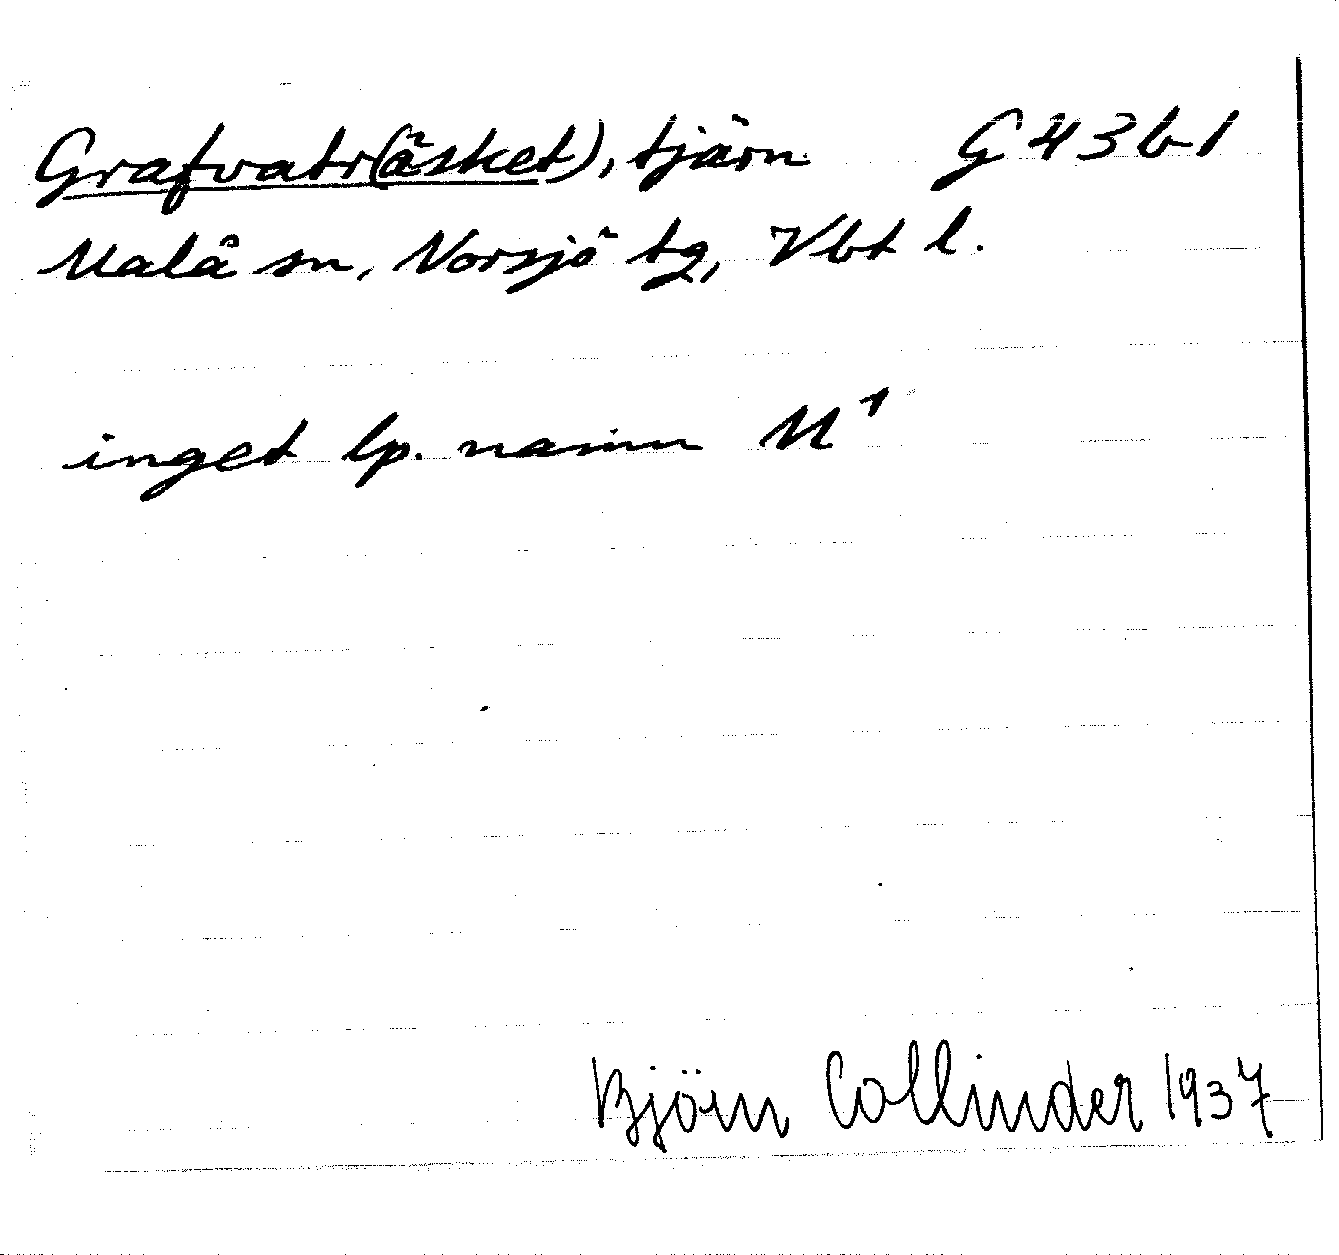 Grafvatr(äsket), tjärn G 43 b 1
Malå sn, Norsjö tg, Vbt l.
inget lp. namn M¹
Björn Collinder 1937